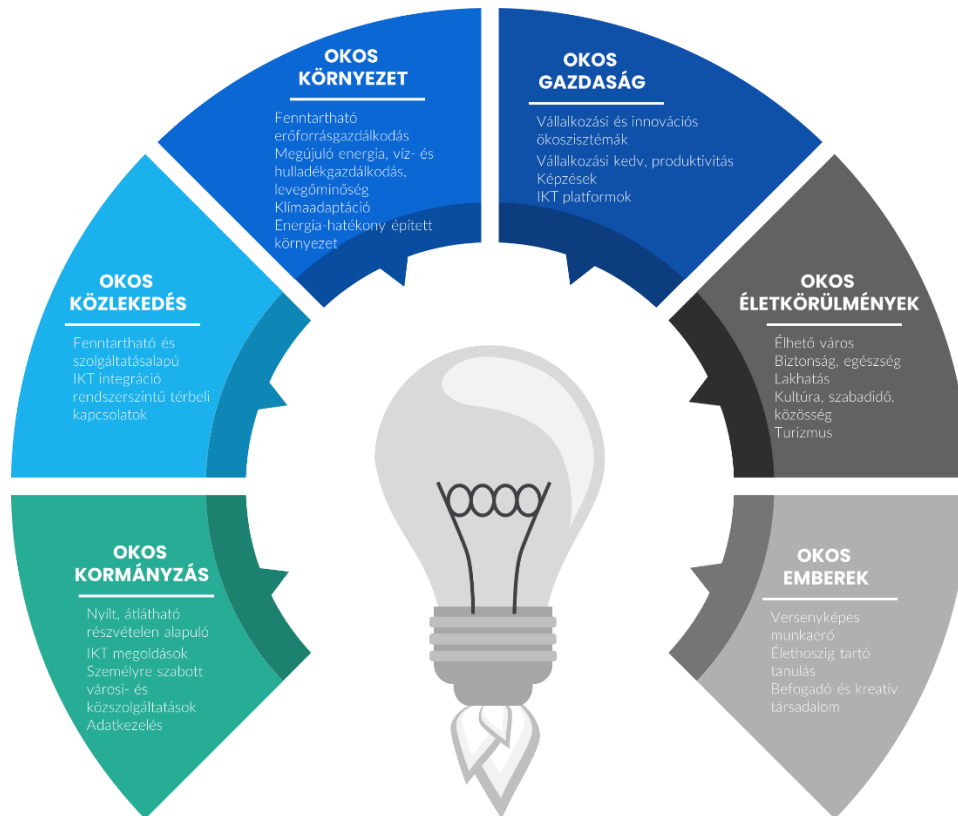 OKOS
KÖRNYEZET
Fenntartható
erőforrásgazdálkodás
Megújuló energia, víz- és
hulladékgazdálkodás,
levegőminőség
Klímaadaptáció
Energia-hatékony épített
környezet
OKOS
GAZDASÁG
Vállalkozási és innovációs
ökoszisztémák
Vállalkozási kedv, produktivitás
Képzések
IKT platformok
OKOS
KÖZLEKEDÉS
Fenntartható és
szolgáltatásalapú
IKT integráció
rendszerszintű térbeli
kapcsolatok
OKOS
ÉLETKÖRÜLMÉNYEK
Élhető város
Biztonság, egészség
Lakhatás
Kultúra, szabadidő,
közösség
Turizmus
OKOS
KORMÁNYZÁS
Nyílt, átlátható
részvételen alapuló
IKT megoldások
Személyre szabott
városi- és
közszolgáltatások
Adatkezelés
OKOS
EMBEREK
Versenyképes
munkaerő
Élethoszig tartó
tanulás
Befogadó és kreatív
társadalom